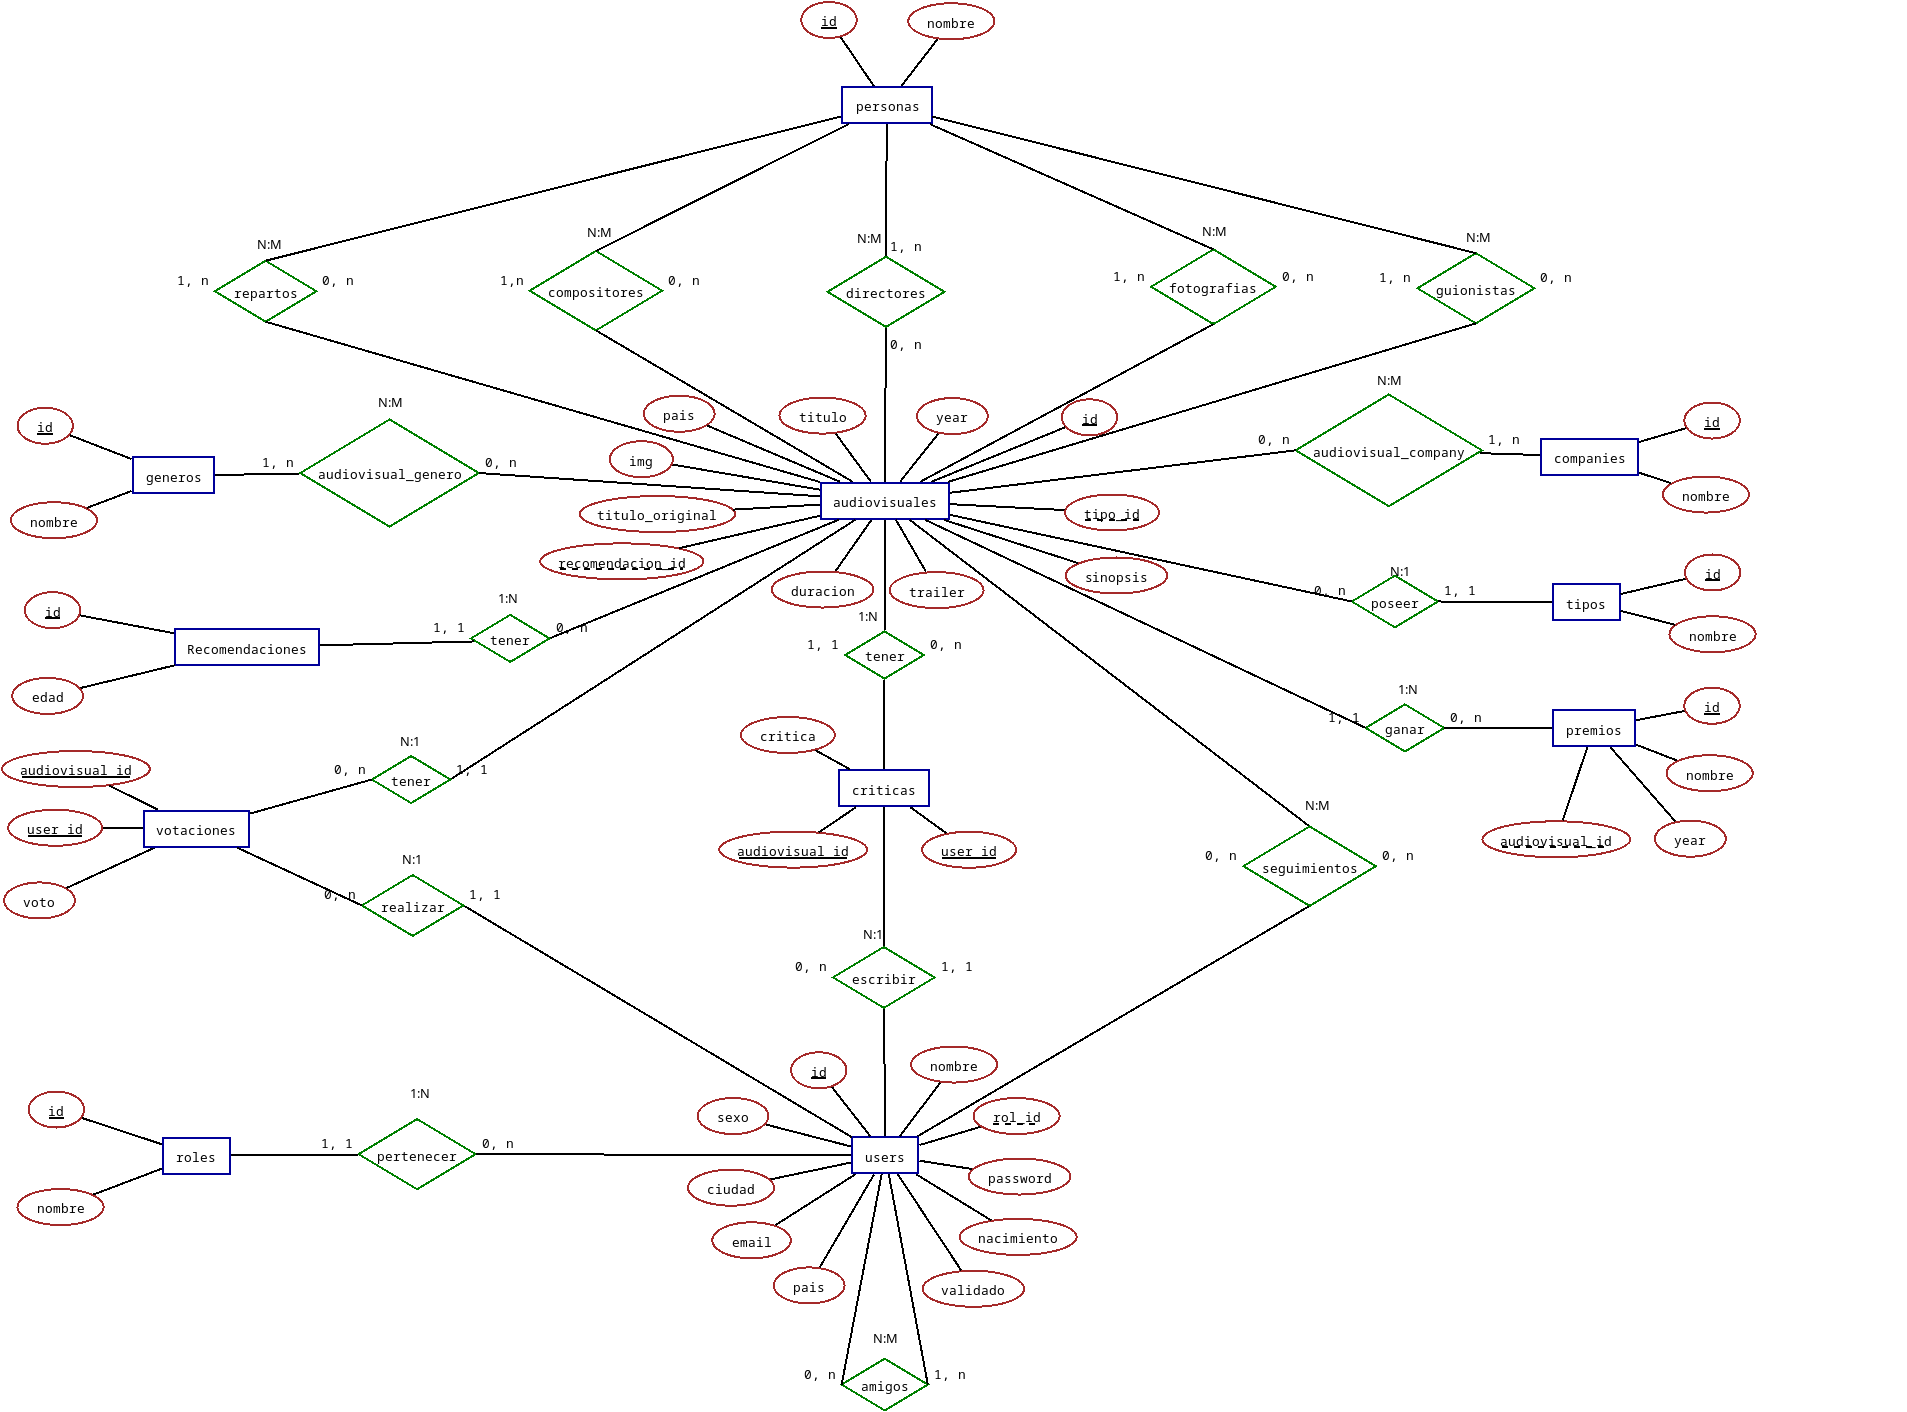 id
nombre
personas
N:M
1, n
repartos
0, n
N:M
1,n
compositores
0, n
N:M
1, n
directores
0, n
N:M
1, n
fotografias
0, n
N:M
1, n
guionistas
0, n
pais
titulo
year
id
img
titulo_original
recomendacion_id
audiovisuales
tipo_id
sinopsis
duracion
trailer
id
generos
nombre
N:M
1, n
audiovisual_genero
0, n
N:M
0, n
audiovisual_company
1, n
companies
id
nombre
id
Recomendaciones
edad
1:N
1, 1
tener
0, n
1:N
1, 1
tener
0, n
N:1
0, n
poseer
1, 1
tipos
id
nombre
1:N
1, 1
ganar
0, n
premios
id
nombre
audiovisual_id
year
audiovisual_id
user_id
votaciones
voto
N:1
0, n
tener
1, 1
N:1
0, n
realizar
1, 1
critica
criticas
audiovisual_id
user_id
N:M
0, n
seguimientos
0, n
N:1
0, n
escribir
1, 1
id
roles
nombre
1:N
1, 1
pertenecer
0, n
id
nombre
sexo
rol_id
users
ciudad
password
email
nacimiento
pais
validado
N:M
0, n
amigos
1, n